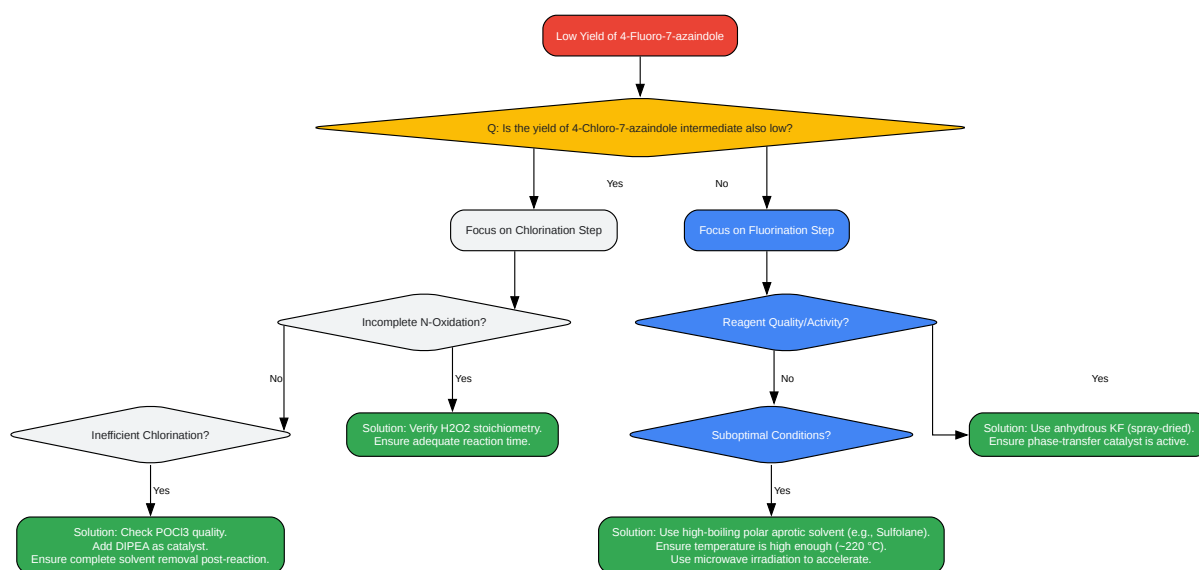 Low Yield of 4-Fluoro-7-azaindole
Q: Is the yield of 4-Chloro-7-azaindole intermediate also low?
Yes
No
Focus on Chlorination Step
Focus on Fluorination Step
Incomplete N-Oxidation?
Reagent Quality/Activity?
No
Yes
No
Yes
Inefficient Chlorination?
Solution: Verify H2O2 stoichiometry.
Ensure adequate reaction time.
Suboptimal Conditions?
Solution: Use anhydrous KF (spray-dried).
Ensure phase-transfer catalyst is active.
Yes
Yes
Solution: Check POCl3 quality.
Add DIPEA as catalyst.
Ensure complete solvent removal post-reaction.
Solution: Use high-boiling polar aprotic solvent (e.g., Sulfolane).
Ensure temperature is high enough (~220 °C).
Use microwave irradiation to accelerate.